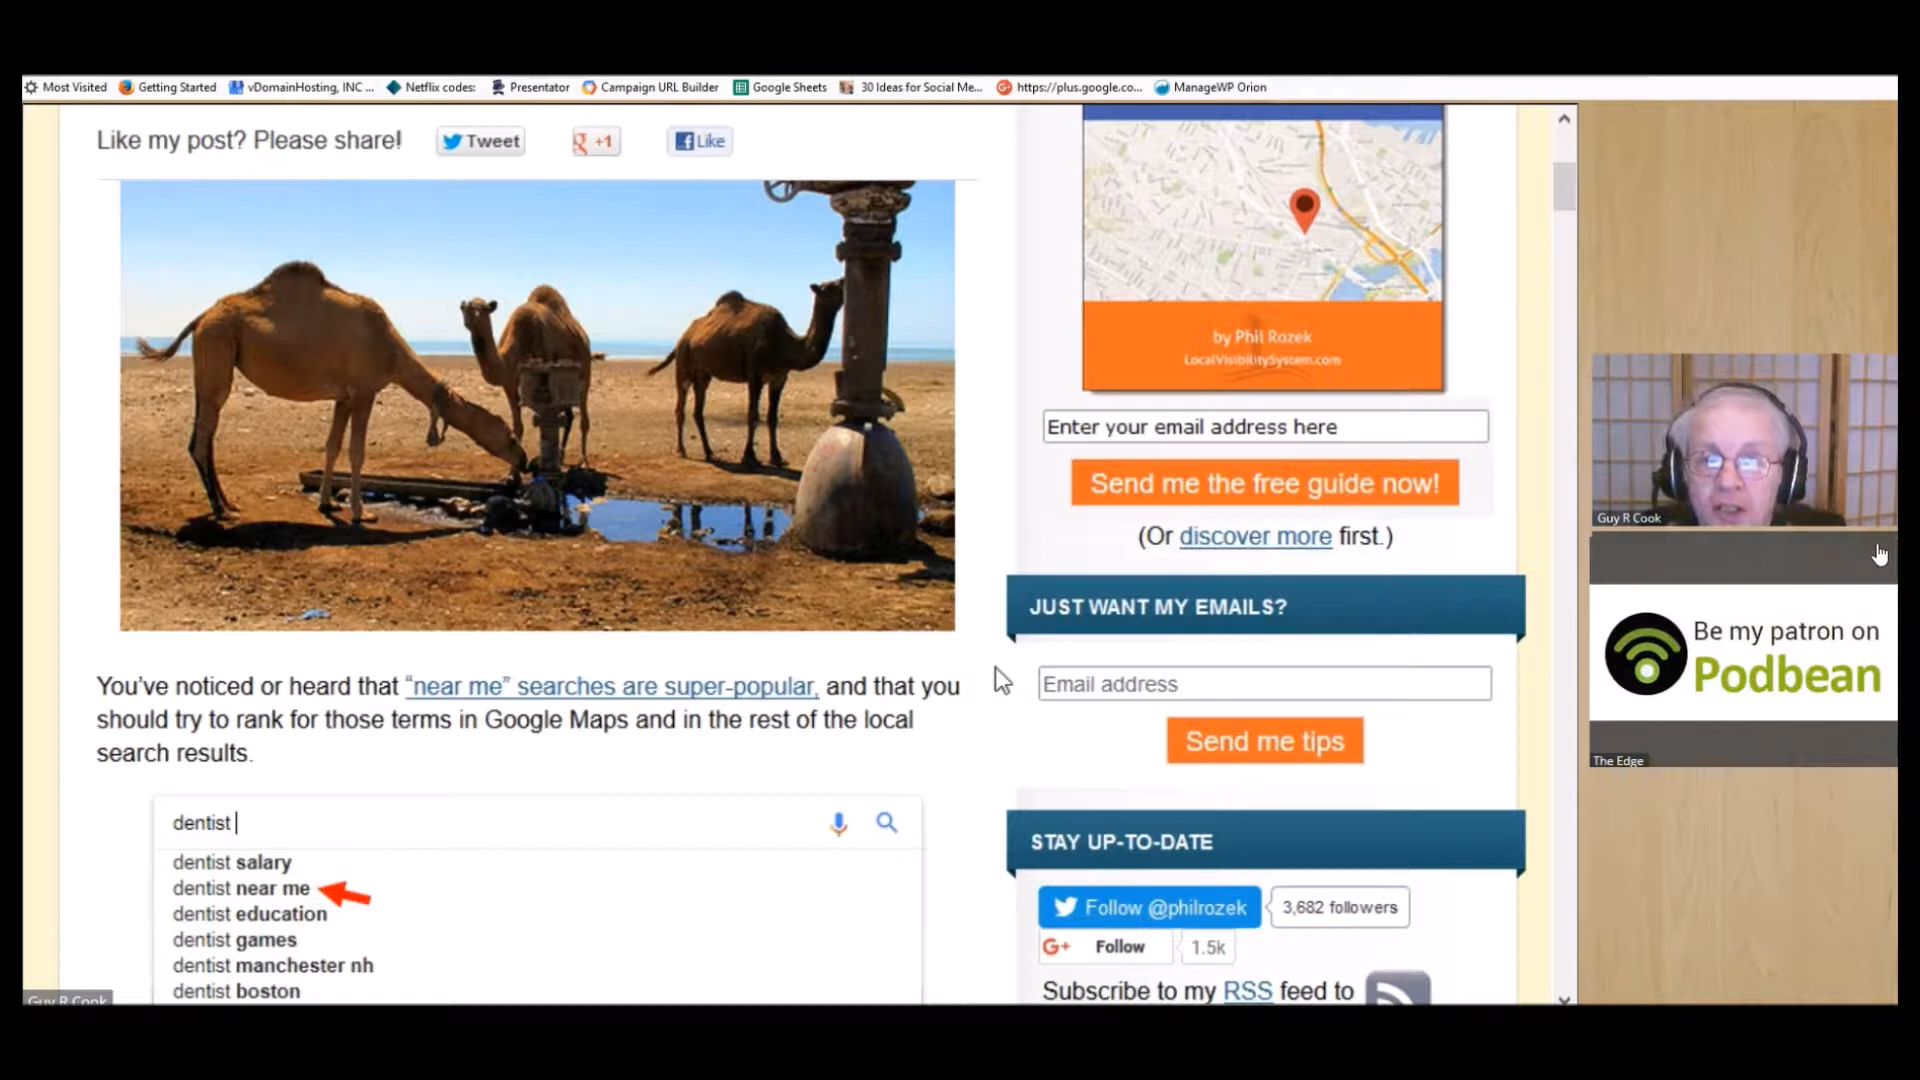 Most Visited Getting Started vDomainHosting, INC ... Netflix codes: Presentator Campaign URL Builder Google Sheets 30 Ideas for Social Me... https://plus.google.co... ManageWP Orion
Like my post? Please share!
Tweet
+1
Like
by Phil Rozek
LocalVisibilitySystem.com
Enter your email address here
Send me the free guide now!
(Or discover more first.)
JUST WANT MY EMAILS?
Email address
Send me tips
You've noticed or heard that "near me" searches are super-popular, and that you
should try to rank for those terms in Google Maps and in the rest of the local
search results.
dentist
dentist salary
dentist near me
dentist education
dentist games
dentist manchester nh
dentist boston
STAY UP-TO-DATE
Follow @philrozek
3,682 followers
G+ Follow
1.5k
Subscribe to my RSS feed to
Guy R Cook
Be my patron on
Podbean
The Edge
Guy R Cook